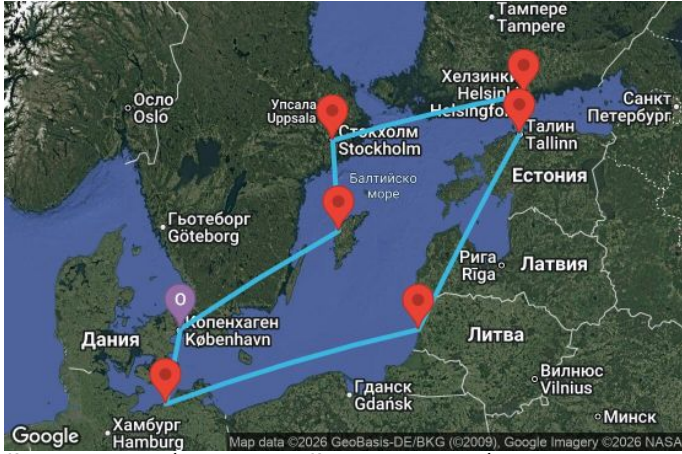 Тампере
Tampere
Хелзинки
Helsinki
Helsingfo
Санкт
Петербург
Осло
Oslo
Упсала
Uppsala
Стокхолм
Stockholm
Талин
Tallinn
Балтийско
море
Естония
Гьотеборг
Göteborg
Рига
Rīga
Латвия
O
Копенхаген
København
Дания
Литва
Вилнюс
Vilnius
Гданск
Gdańsk
Минск
Хамбург
Hamburg
Google
Map data ©2026 GeoBasis-DE/BKG (©2009), Google Imagery ©2026 NASA